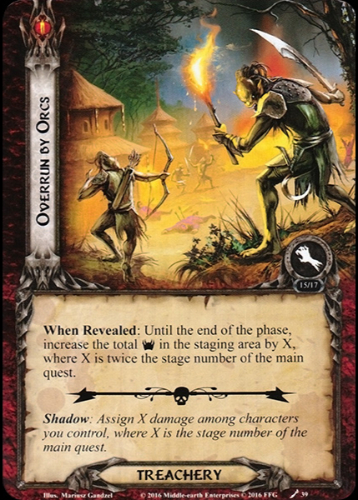 OVERRUN BY ORCS
15/17
When Revealed: Until the end of the phase,
increase the total in the staging area by X,
where X is twice the stage number of the main
quest.
Shadow: Assign X damage among characters
you control, where X is the stage number of the
main quest.
TREACHERY
Illus. Mariusz Gandzel © 2016 Middle-earth Enterprises © 2016 FFG 39